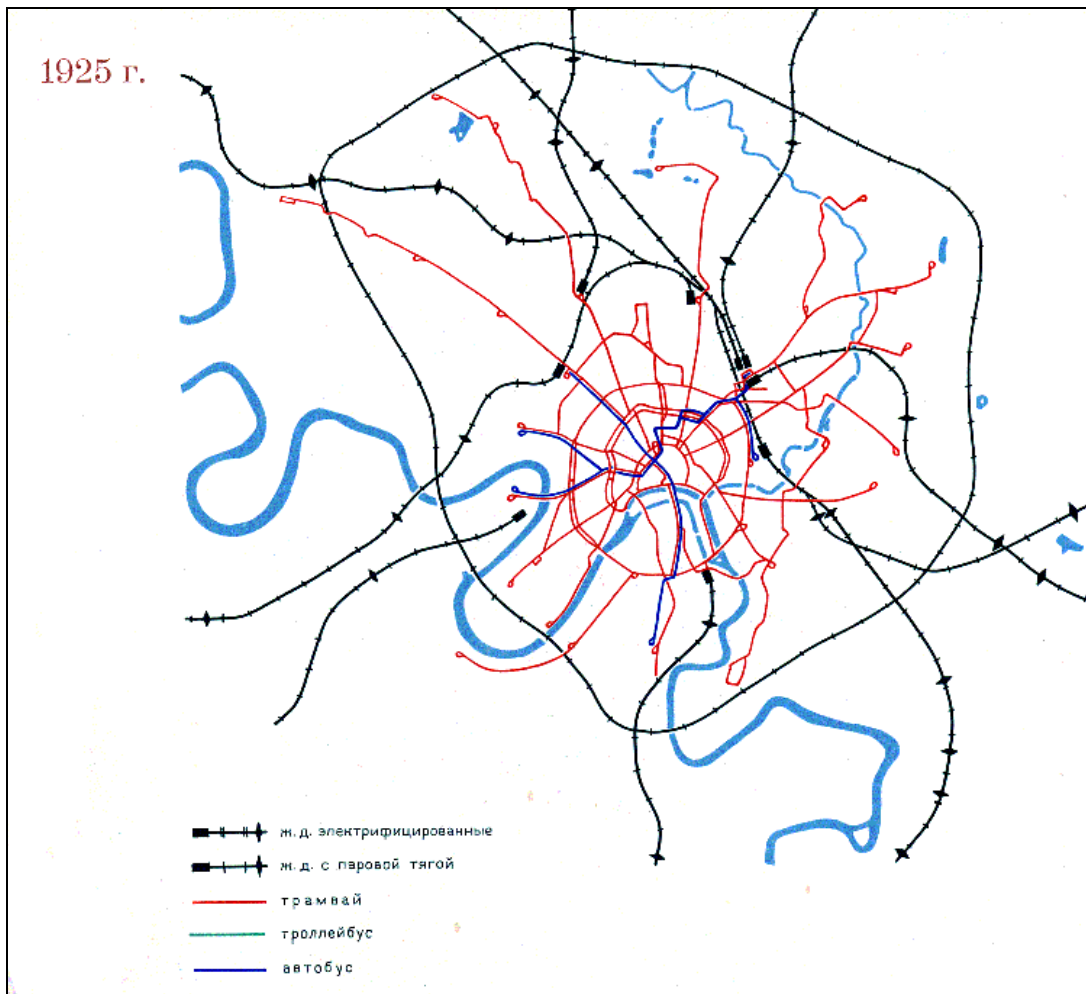 1925 г.
ж.д. электрифицированные
ж.д. с паровой тягой
трамвай
троллейбус
автобус